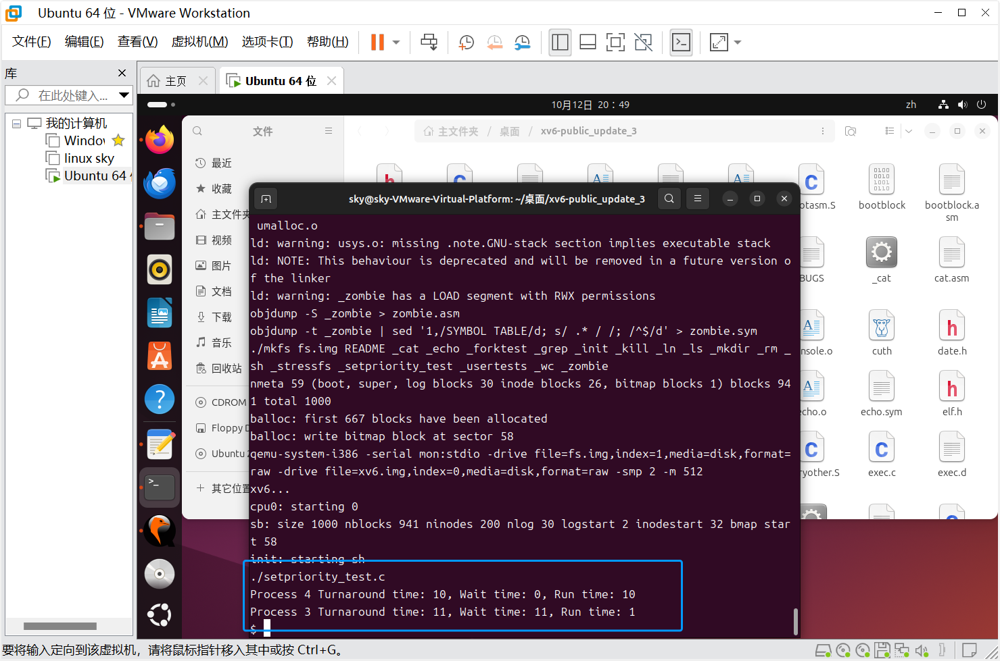 Ubuntu 64 位 - VMware Workstation
文件(F) 编辑(E) 查看(V) 虚拟机(M) 选项卡(T) 帮助(H)
库
在此处键入...
我的计算机
linux sky
Ubuntu 64
主页
Ubuntu 64 位
10月12日 20：49
zh
文件
主文件夹 / 桌面 / xv6-public_update_3
最近
收藏
主文件夹
视频
图片
文档
下载
音乐
回收站
CDROM
Floppy
Ubuntu
其它位置
bootblock
bootblock.asm
BUGS
_cat
cat.asm
cuth
date.h
echo.sym
elf.h
exec.c
exec.d
sky@sky-VMware-Virtual-Platform: ~/桌面/xv6-public_update_3
umalloc.o
ld: warning: usys.o: missing .note.GNU-stack section implies executable stack
ld: NOTE: This behaviour is deprecated and will be removed in a future version o
f the linker
ld: warning: _zombie has a LOAD segment with RWX permissions
objdump -S _zombie > zombie.asm
objdump -t _zombie | sed '1,/SYMBOL TABLE/d; s/ .* / /; /^$/d' > zombie.sym
./mkfs fs.img README _cat _echo _forktest _grep _init _kill _ln _ls _mkdir _rm _
sh _stressfs _setpriority_test _usertests _wc _zombie
nmeta 59 (boot, super, log blocks 30 inode blocks 26, bitmap blocks 1) blocks 94
1 total 1000
balloc: first 667 blocks have been allocated
balloc: write bitmap block at sector 58
qemu-system-i386 -serial mon:stdio -drive file=fs.img,index=1,media=disk,format=
raw -drive file=xv6.img,index=0,media=disk,format=raw -smp 2 -m 512
xv6...
cpu0: starting 0
sb: size 1000 nblocks 941 ninodes 200 nlog 30 logstart 2 inodestart 32 bmap star
t 58
init: starting sh
./setpriority_test.c
Process 4 Turnaround time: 10, Wait time: 0, Run time: 10
Process 3 Turnaround time: 11, Wait time: 11, Run time: 1
$
要将输入定向到该虚拟机，请将鼠标指针移入其中或按 Ctrl+G。